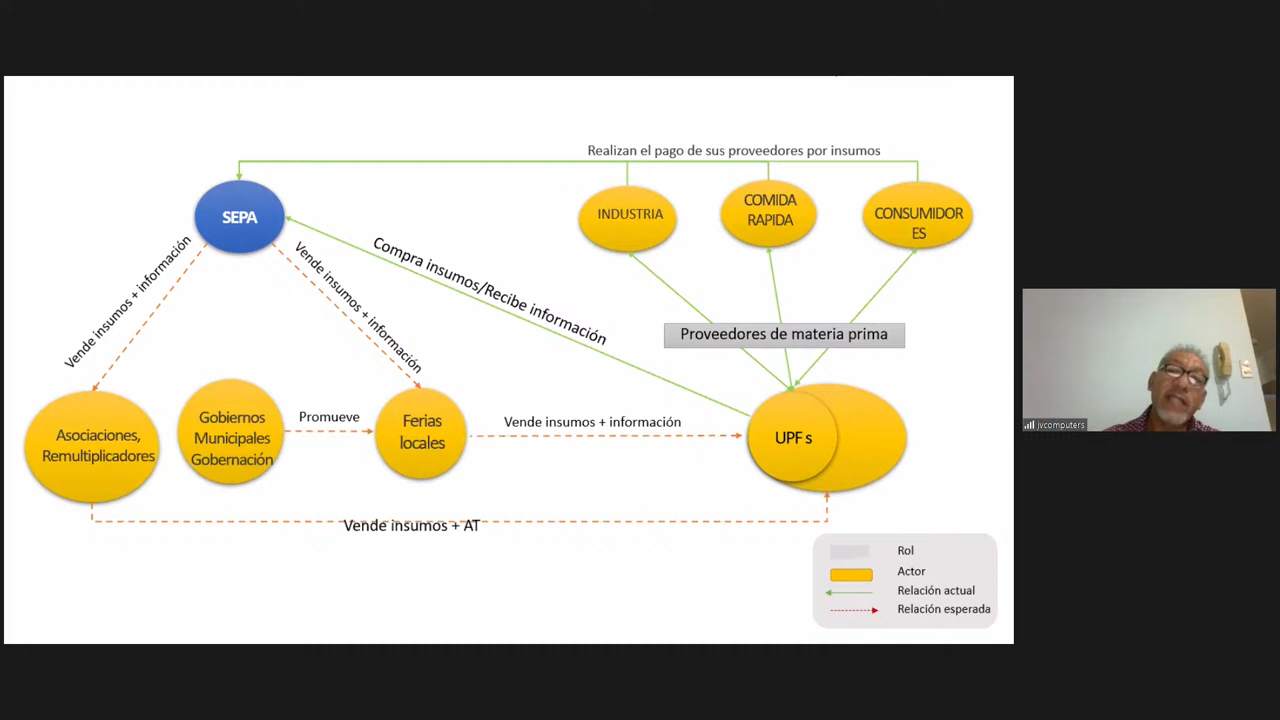 Realizan el pago de sus proveedores por insumos
SEPA
INDUSTRIA
COMIDA
RAPIDA
CONSUMIDOR
ES
Vende insumos + información
Vende insumos + información
Compra insumos/Recibe información
Proveedores de materia prima
Asociaciones,
Remultiplicadores
Gobiernos
Municipales
Gobernación
Promueve
Ferias
locales
Vende insumos + información
UPF s
Vende insumos + AT
Rol
Actor
Relación actual
Relación esperada
jvcomputers